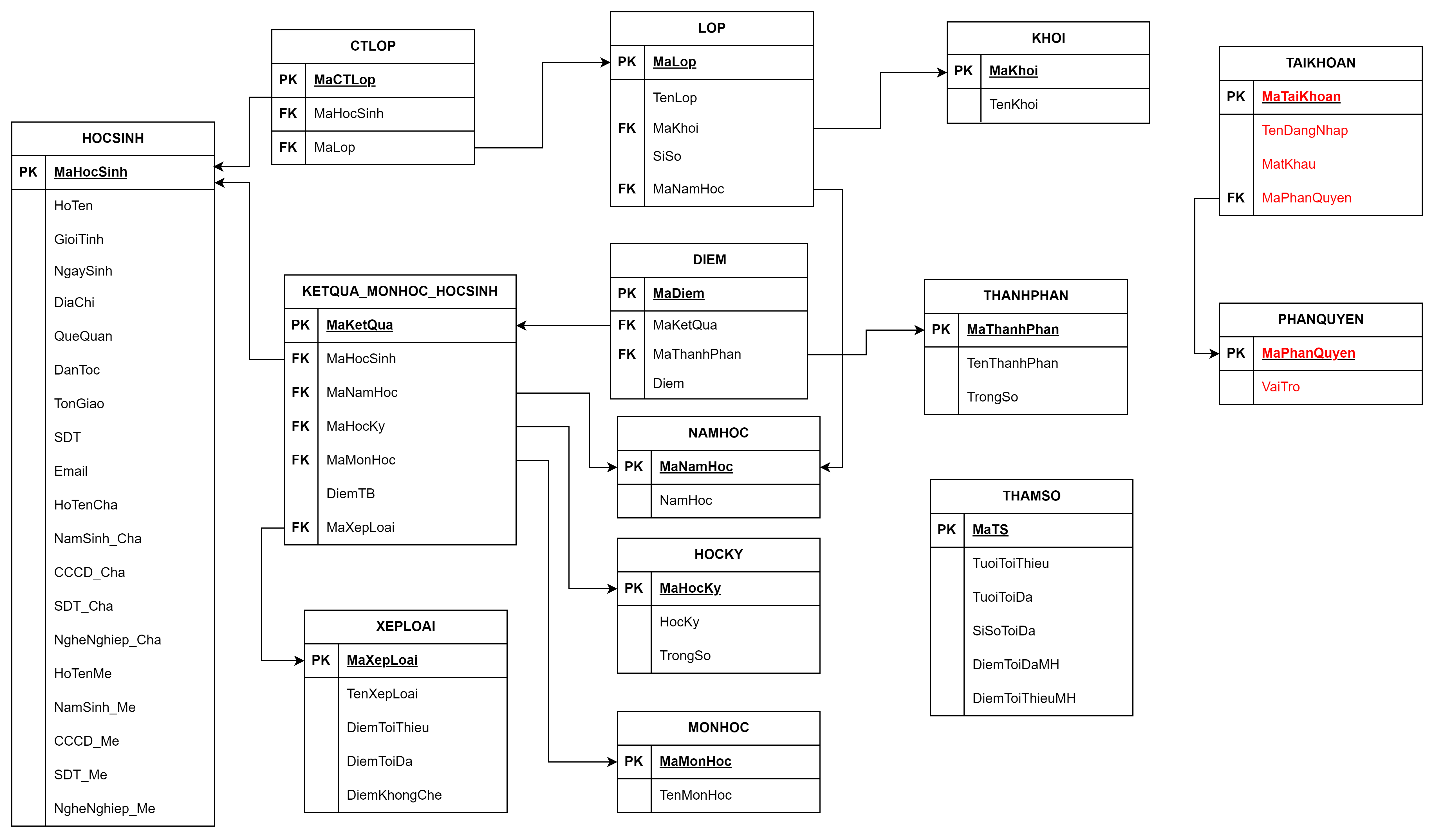 HOCSINH
PK MaHocSinh
HoTen
GioiTinh
NgaySinh
DiaChi
QueQuan
DanToc
TonGiao
SDT
Email
HoTenCha
NamSinh_Cha
CCCD_Cha
SDT_Cha
NgheNghiep_Cha
HoTenMe
NamSinh_Me
CCCD_Me
SDT_Me
NgheNghiep_Me
CTLOP
PK MaCTLop
FK MaHocSinh
FK MaLop
KETQUA_MONHOC_HOCSINH
PK MaKetQua
FK MaHocSinh
FK MaNamHoc
FK MaHocKy
FK MaMonHoc
DiemTB
FK MaXepLoai
XEPLOAI
PK MaXepLoai
TenXepLoai
DiemToiThieu
DiemToiDa
DiemKhongChe
LOP
PK MaLop
TenLop
FK MaKhoi
SiSo
FK MaNamHoc
DIEM
PK MaDiem
FK MaKetQua
FK MaThanhPhan
Diem
NAMHOC
PK MaNamHoc
NamHoc
HOCKY
PK MaHocKy
HocKy
TrongSo
MONHOC
PK MaMonHoc
TenMonHoc
KHOI
PK MaKhoi
TenKhoi
THANHPHAN
PK MaThanhPhan
TenThanhPhan
TrongSo
THAMSO
PK MaTS
TuoiToiThieu
TuoiToiDa
SiSoToiDa
DiemToiDaMH
DiemToiThieuMH
TAIKHOAN
PK MaTaiKhoan
TenDangNhap
MatKhau
FK MaPhanQuyen
PHANQUYEN
PK MaPhanQuyen
VaiTro